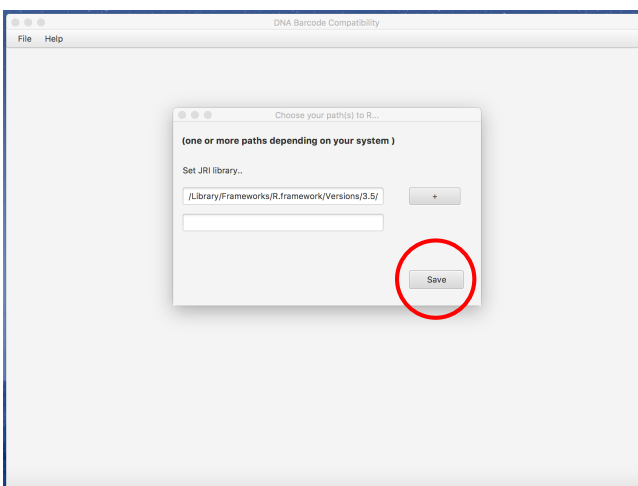 DNA Barcode Compatibility
File Help
Choose your path(s) to R...
(one or more paths depending on your system )
Set JRI library..
/Library/Frameworks/R.framework/Versions/3.5/
+
Save